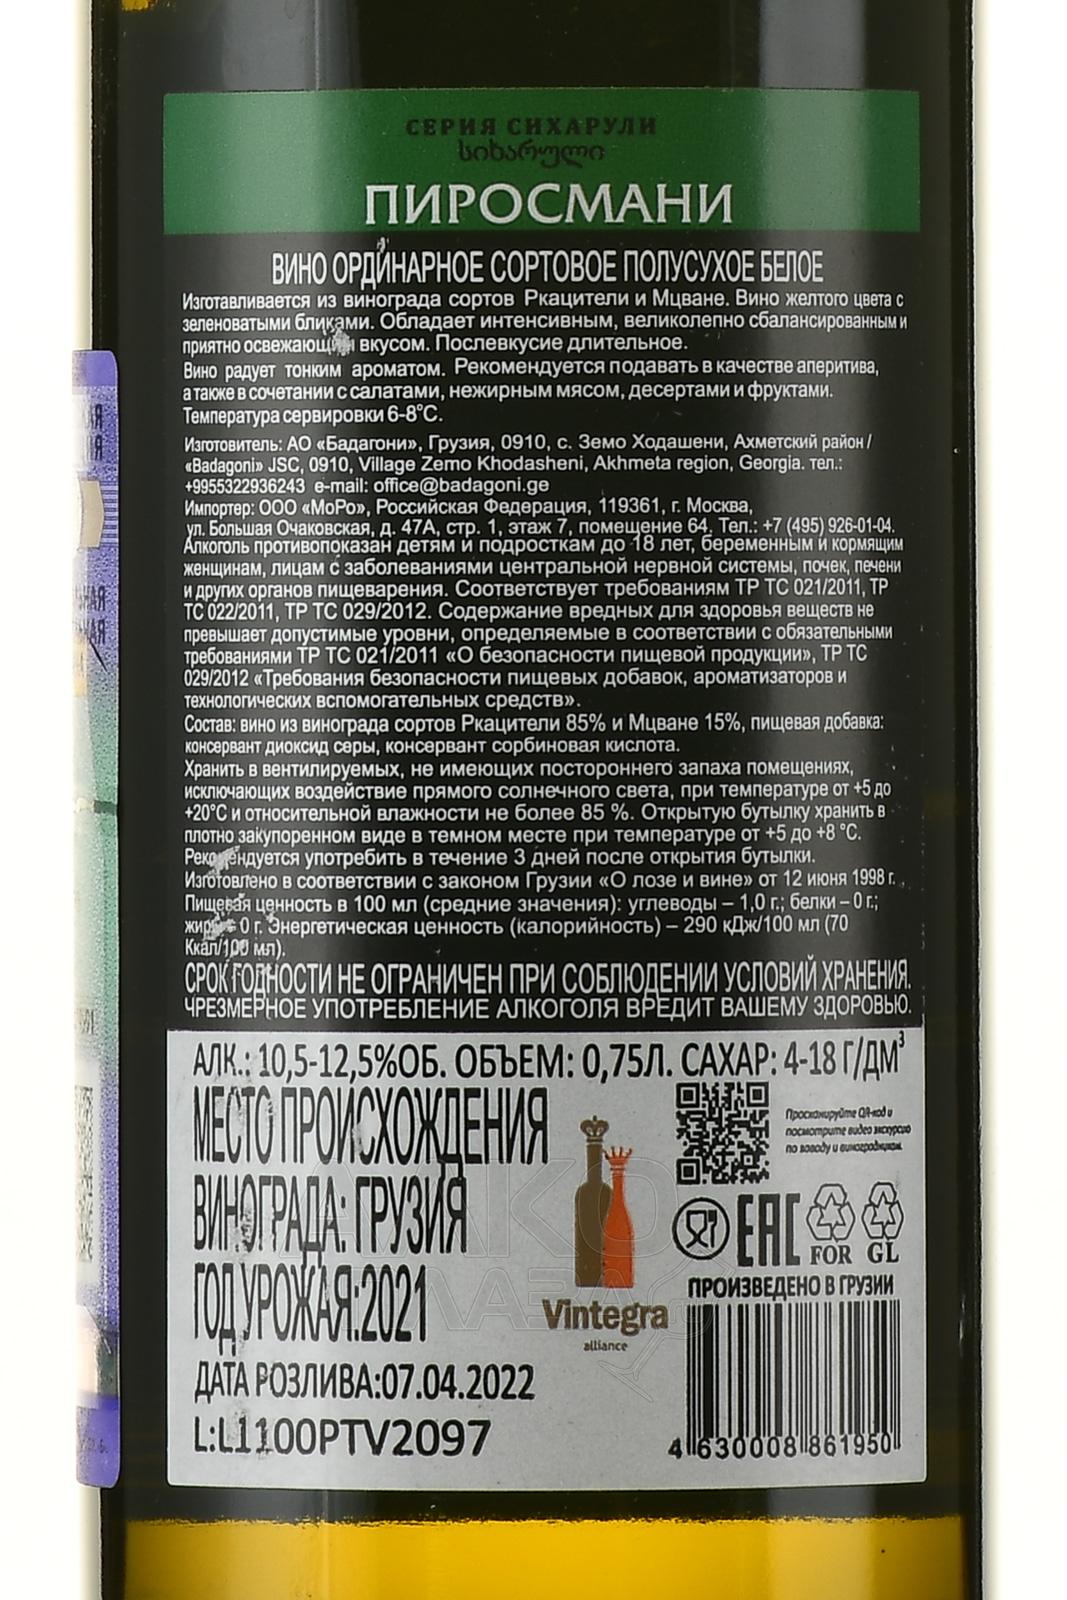 СЕРИЯ СИХАРУЛИ
სიხარული
ПИРОСМАНИ
ВИНО ОРДИНАРНОЕ СОРТОВОЕ ПОЛУСУХОЕ БЕЛОЕ
Изготавливается из винограда сортов Ркацители и Мцване. Вино желтого цвета с
зеленоватыми бликами. Обладает интенсивным, великолепно сбалансированным и
приятно освежающим вкусом. Послевкусие длительное.
Вино радует тонким ароматом. Рекомендуется подавать в качестве аперитива,
а также в сочетании с салатами, нежирным мясом, десертами и фруктами.
Температура сервировки 6-8°С.
Изготовитель: АО «Бадагони», Грузия, 0910, с. Земо Ходашени, Ахметский район /
«Badagoni» JSC, 0910, Village Zemo Khodasheni, Akhmeta region, Georgia. тел.:
+9955322936243 e-mail: office@badagoni.ge
Импортер: ООО «МоРо», Российская Федерация, 119361, г. Москва,
ул. Большая Очаковская, д. 47А, стр. 1, этаж 7, помещение 64. Тел.: +7 (495) 926-01-04.
Алкоголь противопоказан детям и подросткам до 18 лет, беременным и кормящим
женщинам, лицам с заболеваниями центральной нервной системы, почек, печени
и других органов пищеварения. Соответствует требованиям ТР ТС 021/2011, ТР
ТС 022/2011, ТР ТС 029/2012. Содержание вредных для здоровья веществ не
превышает допустимые уровни, определяемые в соответствии с обязательными
требованиями ТР ТС 021/2011 «О безопасности пищевой продукции», ТР ТС
029/2012 «Требования безопасности пищевых добавок, ароматизаторов и
технологических вспомогательных средств».
Состав: вино из винограда сортов Ркацители 85% и Мцване 15%, пищевая добавка:
консервант диоксид серы, консервант сорбиновая кислота.
Хранить в вентилируемых, не имеющих постороннего запаха помещениях,
исключающих воздействие прямого солнечного света, при температуре от +5 до
+20°С и относительной влажности не более 85 %. Открытую бутылку хранить в
плотно закупоренном виде в темном месте при температуре от +5 до +8 °С.
Рекомендуется употребить в течение 3 дней после открытия бутылки.
Изготовлено в соответствии с законом Грузии «О лозе и вине» от 12 июня 1998 г.
Пищевая ценность в 100 мл (средние значения): углеводы – 1,0 г.; белки – 0 г.;
жиры – 0 г. Энергетическая ценность (калорийность) – 290 кДж/100 мл (70
Ккал/100 мл).
СРОК ГОДНОСТИ НЕ ОГРАНИЧЕН ПРИ СОБЛЮДЕНИИ УСЛОВИЙ ХРАНЕНИЯ.
ЧРЕЗМЕРНОЕ УПОТРЕБЛЕНИЕ АЛКОГОЛЯ ВРЕДИТ ВАШЕМУ ЗДОРОВЬЮ.
АЛК.: 10,5-12,5%ОБ. ОБЪЕМ: 0,75Л. САХАР: 4-18 Г/ДМ³
МЕСТО ПРОИСХОЖДЕНИЯ
ВИНОГРАДА: ГРУЗИЯ
ГОД УРОЖАЯ:2021
ДАТА РОЗЛИВА:07.04.2022
L:L1100PTV2097
Vintegra
alliance
Просканируйте QR-код и
посмотрите видео экскурсию
по заводу и виноградникам.
EAC
FOR GL
ПРОИЗВЕДЕНО В ГРУЗИИ
4 630008 861950